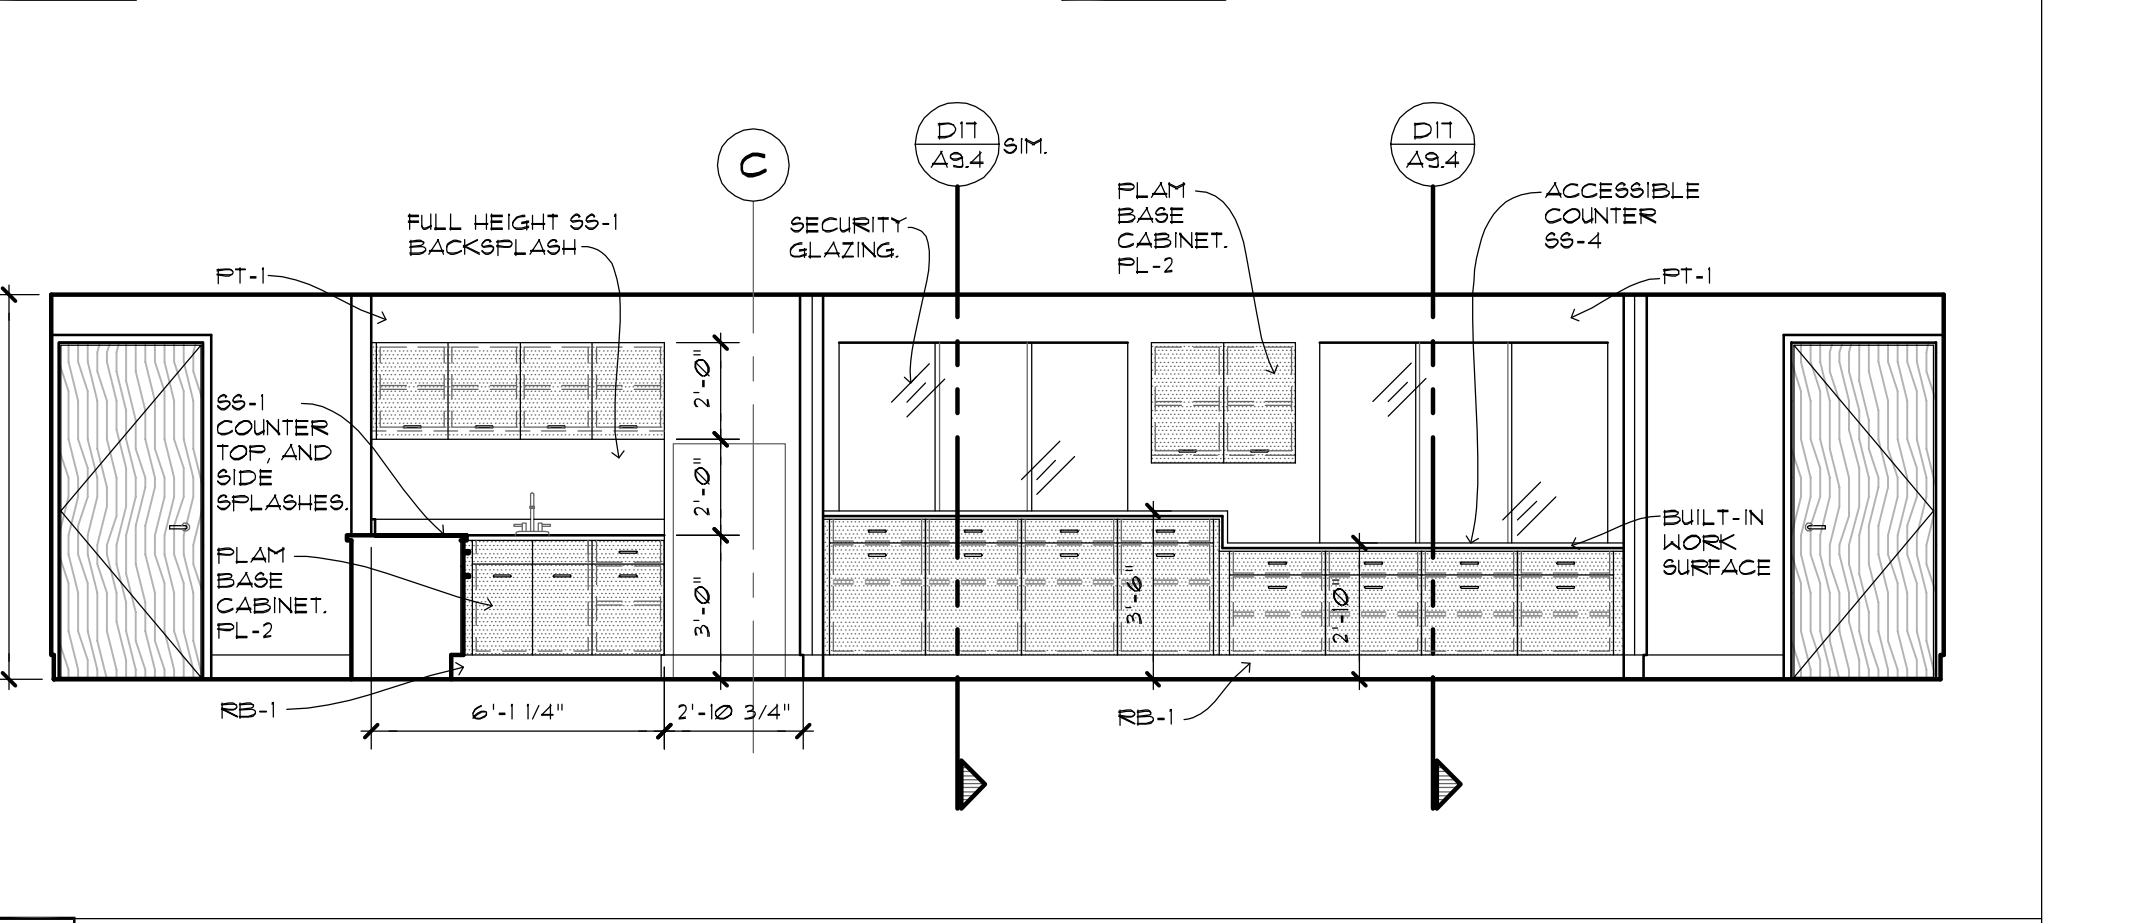 D17
A9.4
SIM.
D17
A9.4
C
PLAM
BASE
CABINET.
PL-2
ACCESSIBLE
COUNTER
SS-4
FULL HEIGHT SS-1
BACKSPLASH
SECURITY
GLAZING.
PT-1
PT-1
2'-0"
2'-0"
3'-0"
SS-1
COUNTER
TOP, AND
SIDE
SPLASHES.
PLAM
BASE
CABINET.
PL-2
3'-6"
2'-10"
BUILT-IN
WORK
SURFACE
RB-1
6'-1 1/4"
2'-10 3/4"
RB-1